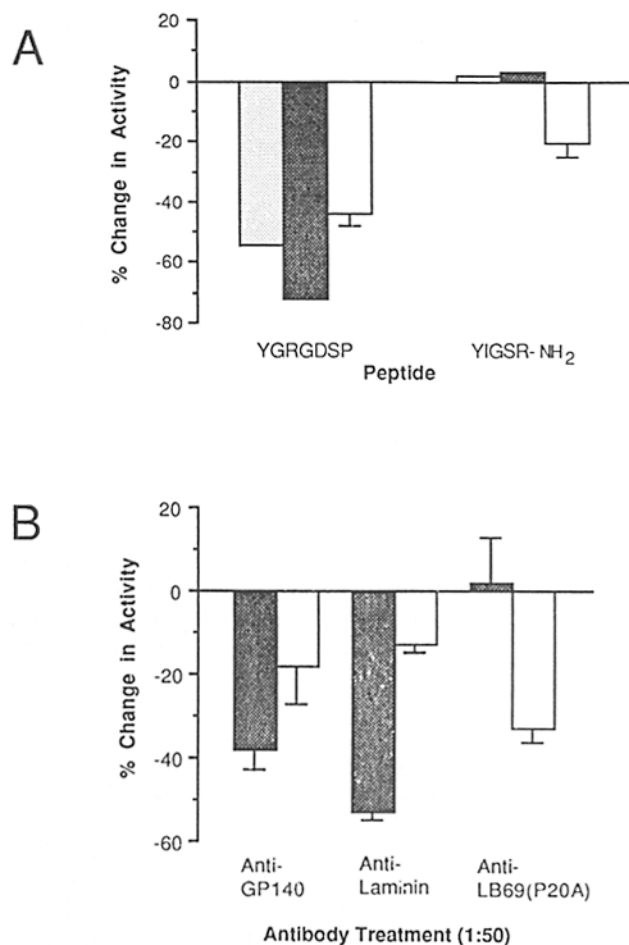 A
% Change in Activity
20
0
-20
-40
-60
-80
YGRGDSP
YIGSR-NH2
Peptide
B
% Change in Activity
20
0
-20
-40
-60
Anti-
GP140
Anti-
Laminin
Anti-
LB69(P20A)
Antibody Treatment (1:50)